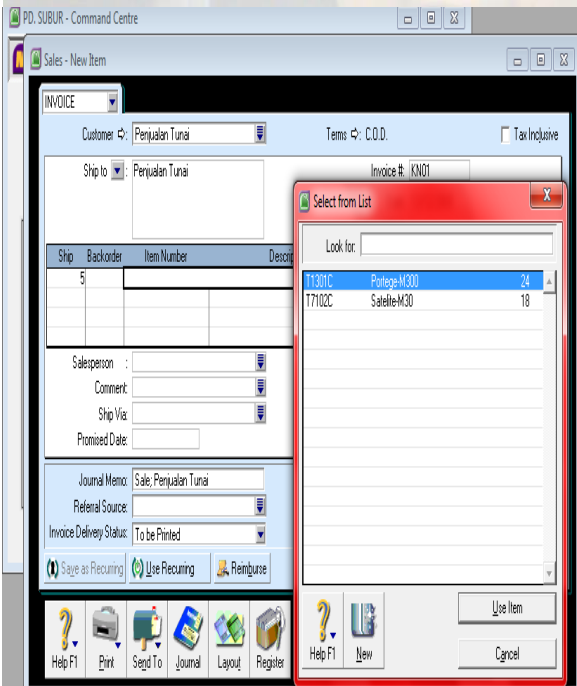 PD. SUBUR - Command Centre
Sales - New Item
INVOICE
Customer : Penjualan Tunai
Terms : C.O.D.
Tax Inclusive
Ship to : Penjualan Tunai
Invoice #: KN01
Ship Backorder Item Number Descrip
5
Salesperson :
Comment:
Ship Via:
Promised Date:
Journal Memo: Sale; Penjualan Tunai
Referral Source:
Invoice Delivery Status: To be Printed
Save as Recurring Use Recurring Reimburse
Help F1 Print Send To Journal Layout Register
Select from List
Look for:
T1301C Portege-M300 24
T7102C Satelite-M30 18
Use Item
Help F1 New Cancel